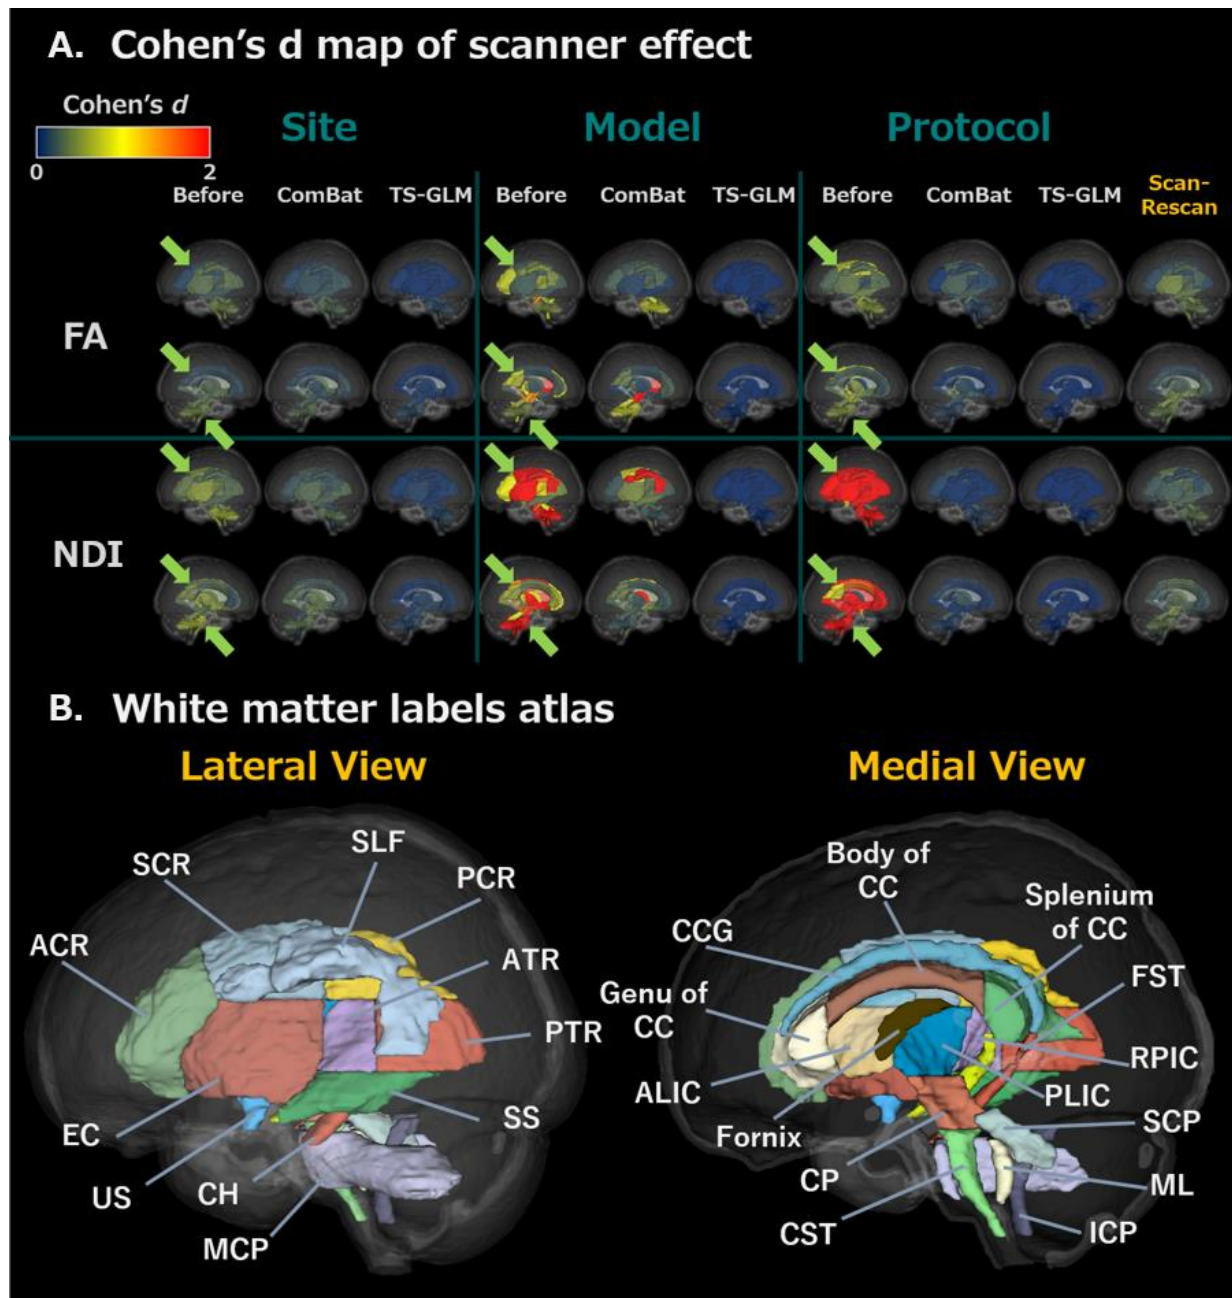 A. Cohen's d map of scanner effect
Cohen's d
0
2
Site
Model
Protocol
Before
ComBat
TS-GLM
Before
ComBat
TS-GLM
Before
ComBat
TS-GLM
Scan-
Rescan
FA
NDI
B. White matter labels atlas
Lateral View
SCR
SLF
PCR
ACR
ATR
PTR
EC
SS
US
CH
MCP
Medial View
Body of
CC
Splenium
of CC
CCG
FST
Genu of
CC
RPIC
ALIC
PLIC
Fornix
SCP
CP
ML
CST
ICP